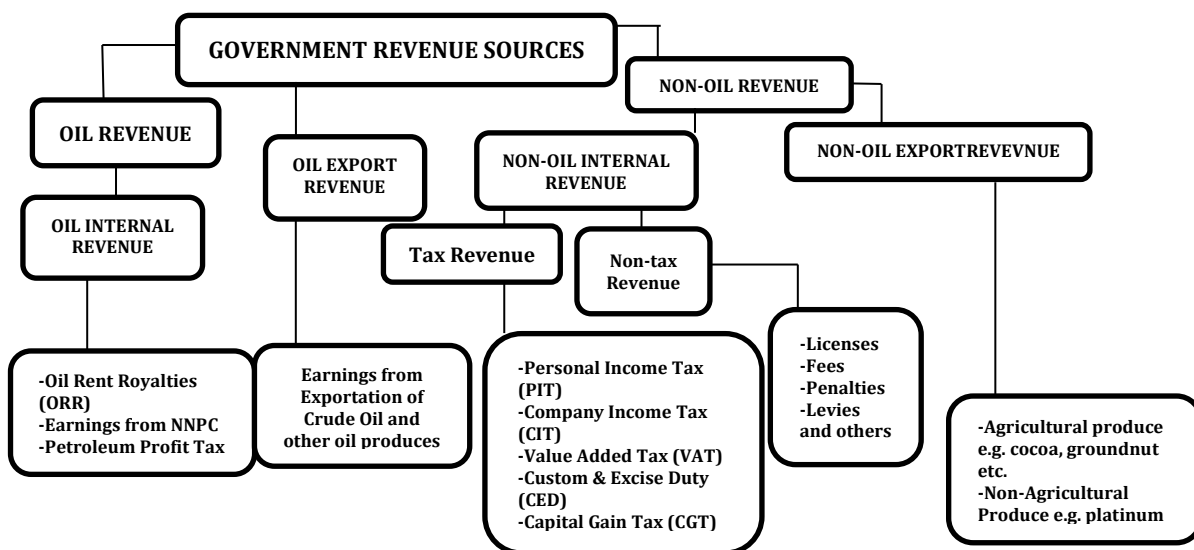 GOVERNMENT REVENUE SOURCES
NON-OIL REVENUE
OIL REVENUE
OIL EXPORT
REVENUE
NON-OIL INTERNAL
REVENUE
NON-OIL EXPORTREVEVNUE
OIL INTERNAL
REVENUE
Tax Revenue
Non-tax
Revenue
-Oil Rent Royalties
(ORR)
-Earnings from NNPC
-Petroleum Profit Tax
Earnings from
Exportation of
Crude Oil and
other oil produces
-Personal Income Tax
(PIT)
-Company Income Tax
(CIT)
-Value Added Tax (VAT)
-Custom & Excise Duty
(CED)
-Capital Gain Tax (CGT)
-Licenses
-Fees
-Penalties
-Levies
and others
-Agricultural produce
e.g. cocoa, groundnut
etc.
-Non-Agricultural
Produce e.g. platinum